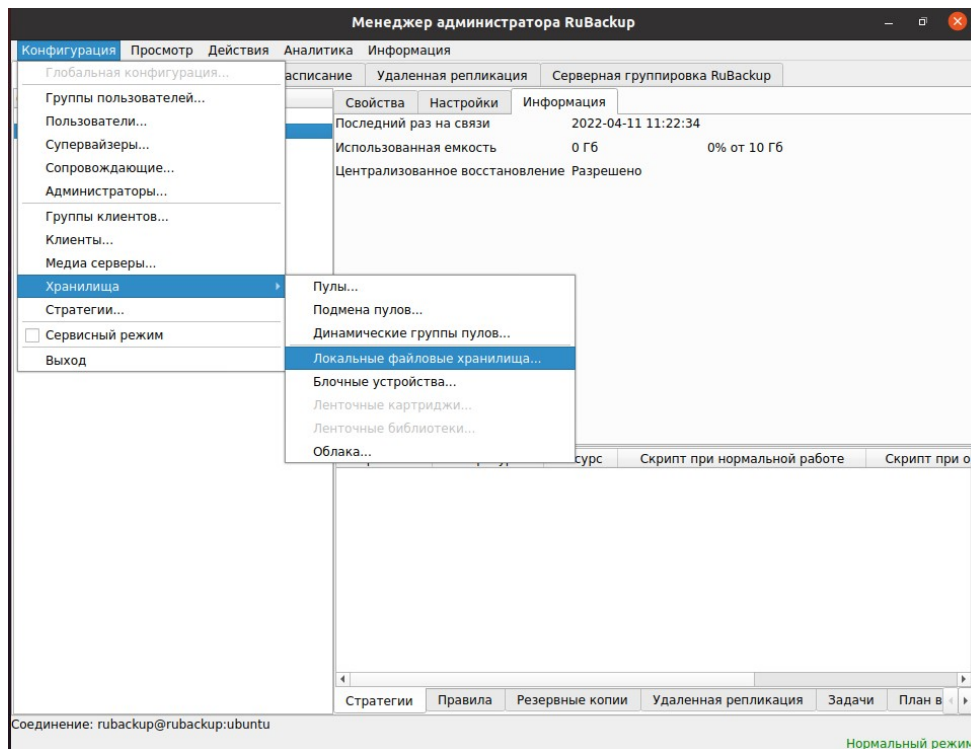 Менеджер администратора RuBackup
Конфигурация Просмотр Действия Аналитика Информация
Глобальная конфигурация...
Группы пользователей...
Пользователи...
Супервайзеры...
Сопровождающие...
Администраторы...
Группы клиентов...
Клиенты...
Медиа серверы...
Хранилища
Стратегии...
Сервисный режим
Выход
Пулы...
Подмена пулов...
Динамические группы пулов...
Локальные файловые хранилища...
Блочные устройства...
Ленточные картриджи...
Ленточные библиотеки...
Облака...
асписание Удаленная репликация Серверная группировка RuBackup
Свойства Настройки Информация
Последний раз на связи 2022-04-11 11:22:34
Использованная емкость 0 Гб 0% от 10 Гб
Централизованное восстановление Разрешено
сурс Скрипт при нормальной работе Скрипт при о
Стратегии Правила Резервные копии Удаленная репликация Задачи План в
Соединение: rubackup@rubackup:ubuntu
Нормальный режим